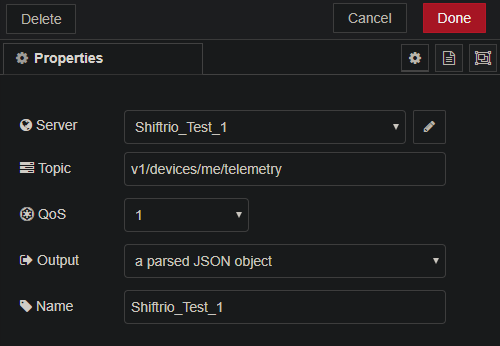 Delete
Cancel
Done
Properties
Server
Shiftrio_Test_1
Topic
v1/devices/me/telemetry
QoS
1
Output
a parsed JSON object
Name
Shiftrio_Test_1